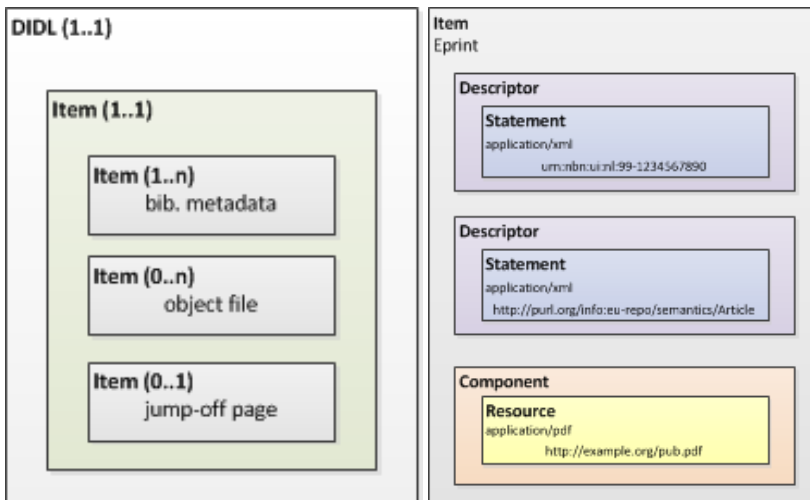 DIDL (1..1)
Item (1..1)
Item (1..n)
bib. metadata
Item (0..n)
object file
Item (0..1)
jump-off page
Item
Eprint
Descriptor
Statement
application/xml
urn:nbn:ui:nl:99-1234567890
Descriptor
Statement
application/xml
http://purl.org/info:eu-repo/semantics/Article
Component
Resource
application/pdf
http://example.org/pub.pdf